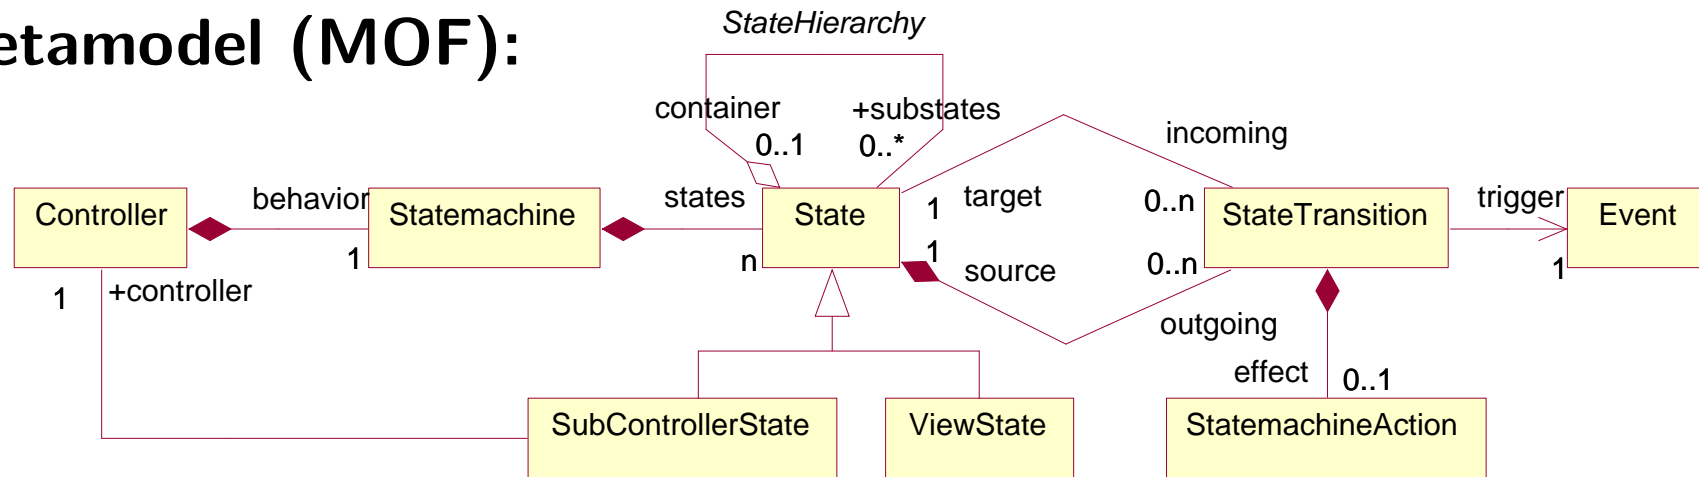 etamodel (MOF):
StateHierarchy
container
+substates
0..1
0..*
incoming
behavior
states
1
target
0..n
trigger
Controller
Statemachine
State
StateTransition
Event
1
n
1
source
0..n
1
1
+controller
outgoing
effect
0..1
SubControllerState
ViewState
StatemachineAction